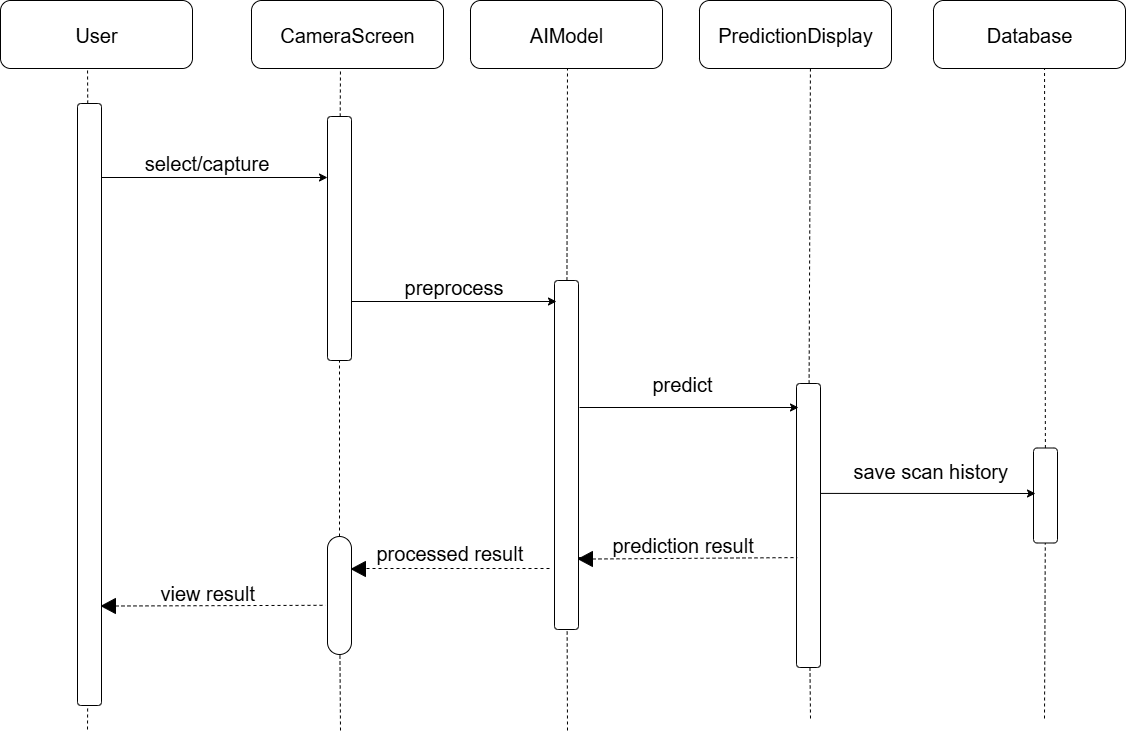 User
CameraScreen
AIModel
PredictionDisplay
Database
select/capture
preprocess
predict
save scan history
prediction result
processed result
view result